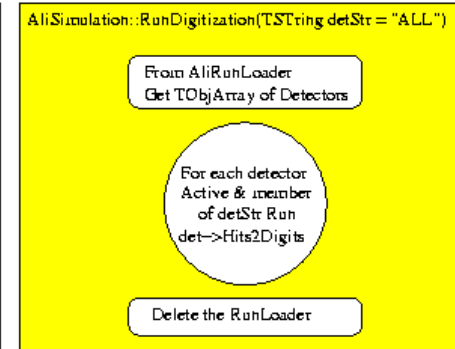 AliSimulation::RunDigitization(TSTring detStr = "ALL")
From AliRunLoader
Get TObjArray of Detectors
For each detector
Active & member
of detStr Run
det->Hits2Digits
Delete the RunLoader